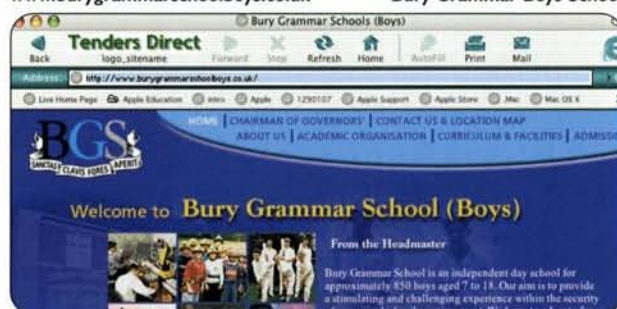 Bury Grammar Schools (Boys)
Tenders Direct
logo_sitename
Back Forward Stop Refresh Home AutoFill Print Mail
Address http://www.burygrammarschoolboys.co.uk/
Live Home Page Apple Education intro Apple 1290107 Apple Support Apple Store .Mac Mac OS X
HOME | CHAIRMAN OF GOVERNORS' | CONTACT US & LOCATION MAP
ABOUT US | ACADEMIC ORGANISATION | CURRICULUM & FACILITIES |
BGS
SANCTAS CLAVIS FORES APERIT
Welcome to Bury Grammar School (Boys)
From the Headmaster
Bury Grammar School is an independent day school for
approximately 850 boys aged 7 to 18. Our aim is to provide
a stimulating and challenging experience within the security